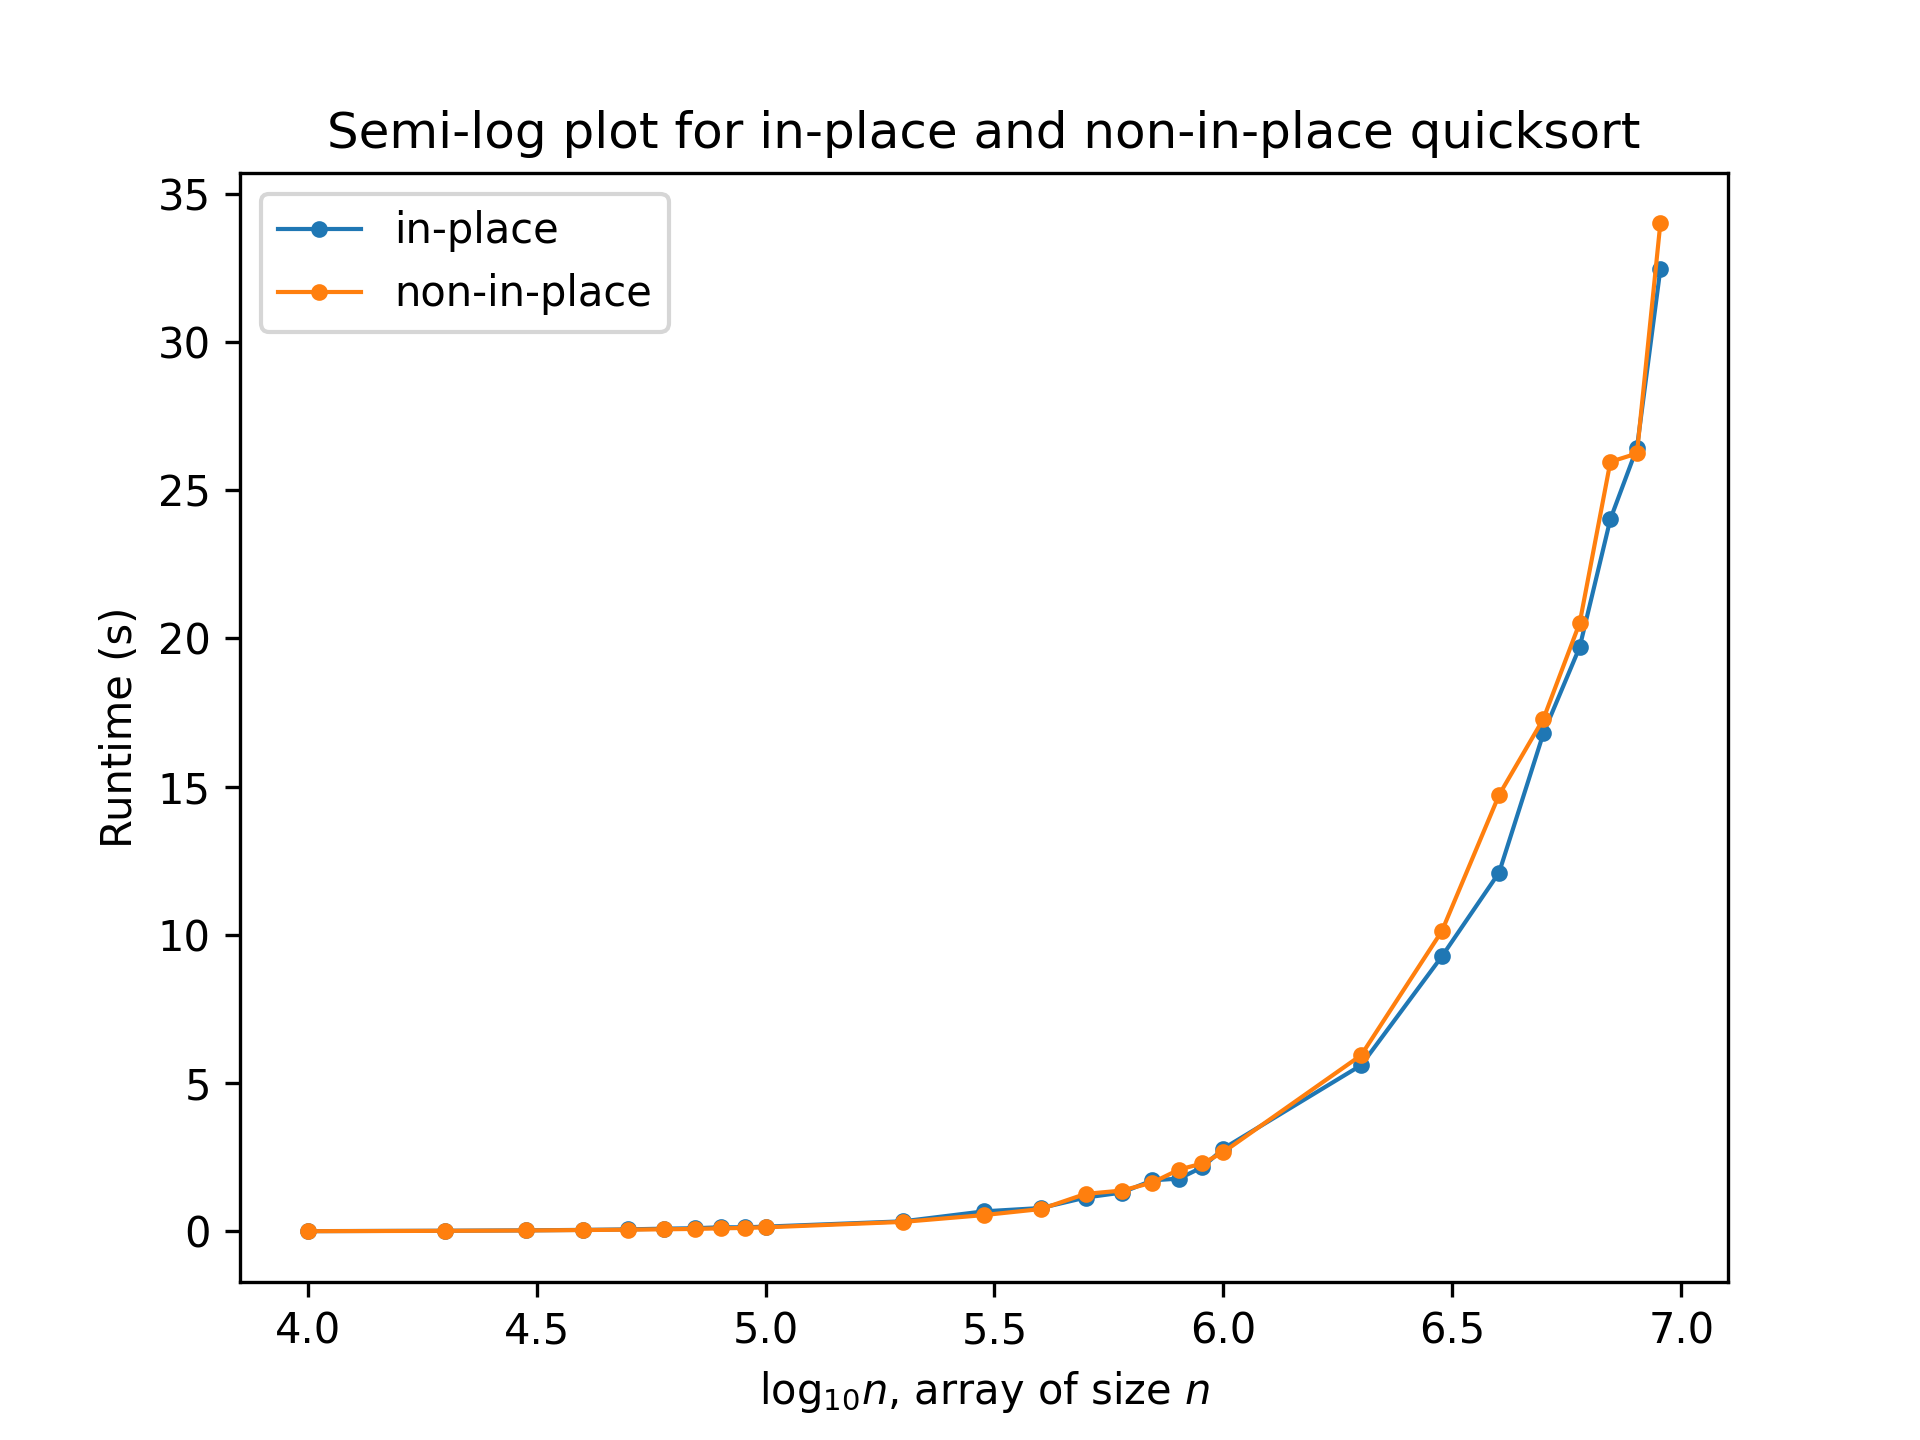 Semi-log plot for in-place and non-in-place quicksort
in-place
non-in-place
35
30
25
20
15
10
5
0
Runtime (s)
4.0 4.5 5.0 5.5 6.0 6.5 7.0
log₁₀n, array of size n